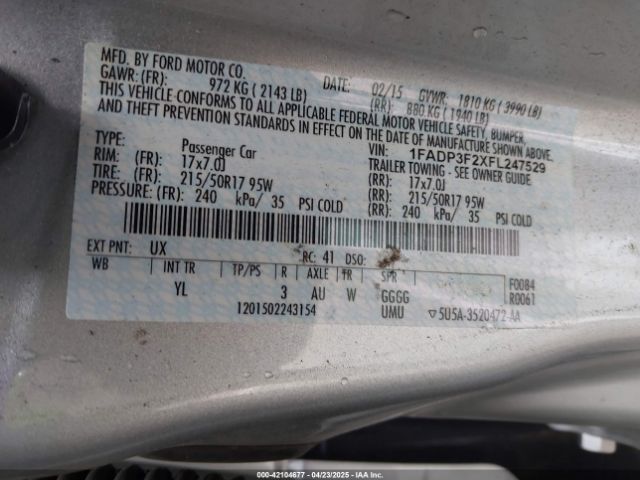 MFD. BY FORD MOTOR CO.
DATE: 02/15 GVWR: 1810 KG ( 3990 LB)
GAWR: (FR): 972 KG ( 2143 LB) (RR): 880 KG ( 1940 LB)
THIS VEHICLE CONFORMS TO ALL APPLICABLE FEDERAL MOTOR VEHICLE SAFETY, BUMPER,
AND THEFT PREVENTION STANDARDS IN EFFECT ON THE DATE OF MANUFACTURE SHOWN ABOVE.
VIN: 1FADP3F2XFL247529
TYPE: Passenger Car TRAILER TOWING - SEE OWNER GUIDE
RIM: (FR): 17x7.0J (RR): 17x7.0J
TIRE: (FR): 215/50R17 95W (RR): 215/50R17 95W
PRESSURE: (FR): 240 kPa/ 35 PSI COLD (RR): 240 kPa/ 35 PSI COLD
EXT PNT: UX RC: 41 DSO:
WB INT TR TP/PS R AXLE TR SPR F0084
YL 3 AU W GGGG R0061
1201502243154 UMU ▽5U5A-3520472-AA
000-42104677 - 04/23/2025 - IAAI.COM